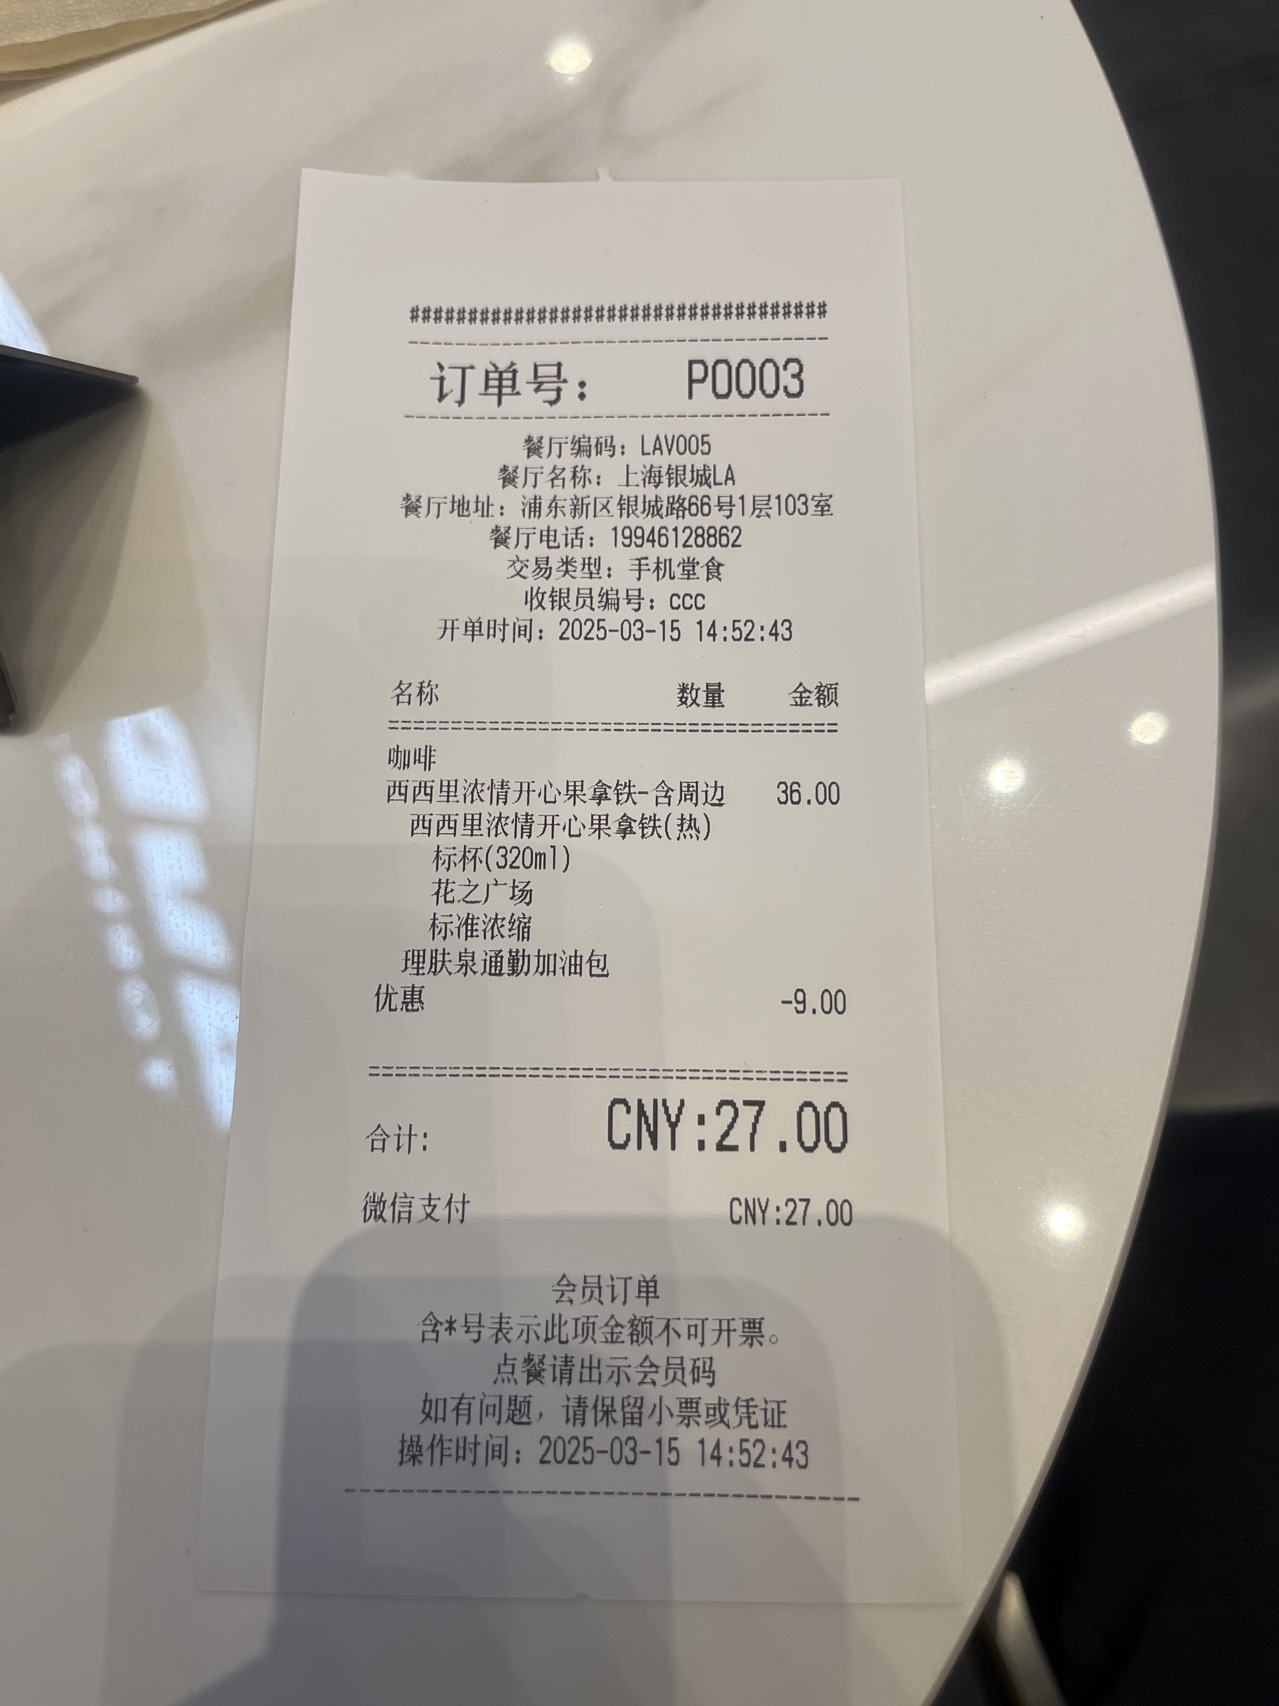 ###################################
订单号： P0003
餐厅编码：LAV005
餐厅名称：上海银城LA
餐厅地址：浦东新区银城路66号1层103室
餐厅电话：19946128862
交易类型：手机堂食
收银员编号：ccc
开单时间：2025-03-15 14:52:43
名称 数量 金额
咖啡
西西里浓情开心果拿铁-含周边 36.00
西西里浓情开心果拿铁(热)
标杯(320ml)
花之广场
标准浓缩
理肤泉通勤加油包
优惠 -9.00
合计: CNY:27.00
微信支付 CNY:27.00
会员订单
含*号表示此项金额不可开票。
点餐请出示会员码
如有问题，请保留小票或凭证
操作时间：2025-03-15 14:52:43